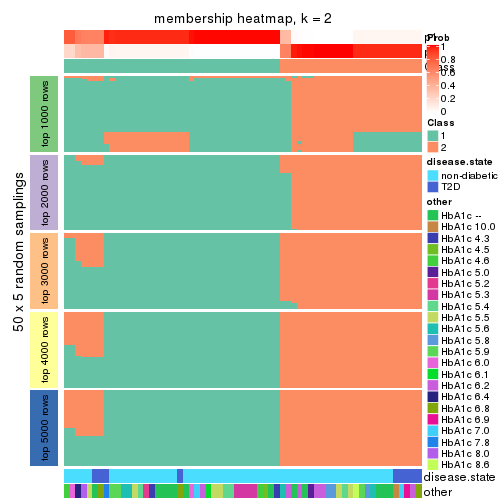 membership heatmap, k = 2
50 x 5 random samplings
top 1000 rows
top 2000 rows
top 3000 rows
top 4000 rows
top 5000 rows
Prob
1
0.8
0.6
0.4
0.2
0
Class
1
2
disease.state
non-diabetic
T2D
other
HbA1c --
HbA1c 10.0
HbA1c 4.3
HbA1c 4.5
HbA1c 4.6
HbA1c 5.0
HbA1c 5.2
HbA1c 5.3
HbA1c 5.4
HbA1c 5.5
HbA1c 5.6
HbA1c 5.8
HbA1c 5.9
HbA1c 6.0
HbA1c 6.1
HbA1c 6.2
HbA1c 6.4
HbA1c 6.8
HbA1c 6.9
HbA1c 7.0
HbA1c 7.8
HbA1c 8.0
HbA1c 8.6
disease.state
other